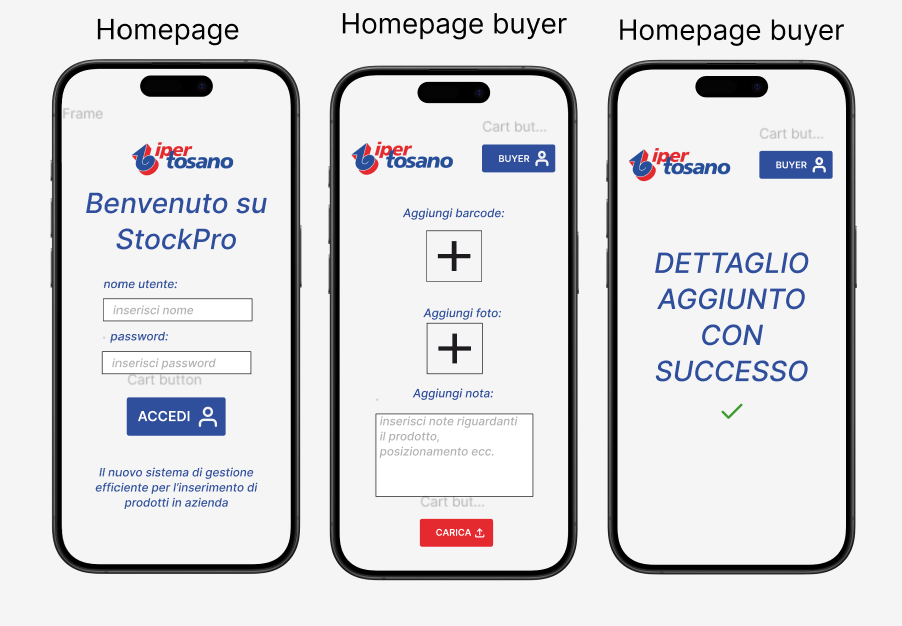 Homepage
Frame
iper
tosano
Benvenuto su
StockPro
nome utente:
inserisci nome
password:
inserisci password
Cart button
ACCEDI
Il nuovo sistema di gestione
efficiente per l'inserimento di
prodotti in azienda
Homepage buyer
Cart but...
iper
tosano
BUYER
Aggiungi barcode:
Aggiungi foto:
Aggiungi nota:
inserisci note riguardanti
il prodotto,
posizionamento ecc.
Cart but...
CARICA
Homepage buyer
Cart but...
iper
tosano
BUYER
DETTAGLIO
AGGIUNTO
CON
SUCCESSO